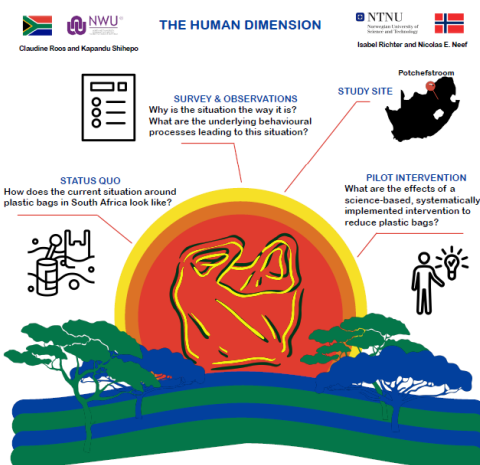 THE HUMAN DIMENSION
NWU®
Claudine Roos and Kapandu Shihepo
NTNU
Norwegian University of
Science and Technology
Isabel Richter and Nicolas E. Neef
Potchefstroom
STUDY SITE
SURVEY & OBSERVATIONS
Why is the situation the way it is?
What are the underlying behavioural
processes leading to this situation?
STATUS QUO
How does the current situation around
plastic bags in South Africa look like?
PILOT INTERVENTION
What are the effects of a
science-based, systematically
implemented intervention to
reduce plastic bags?